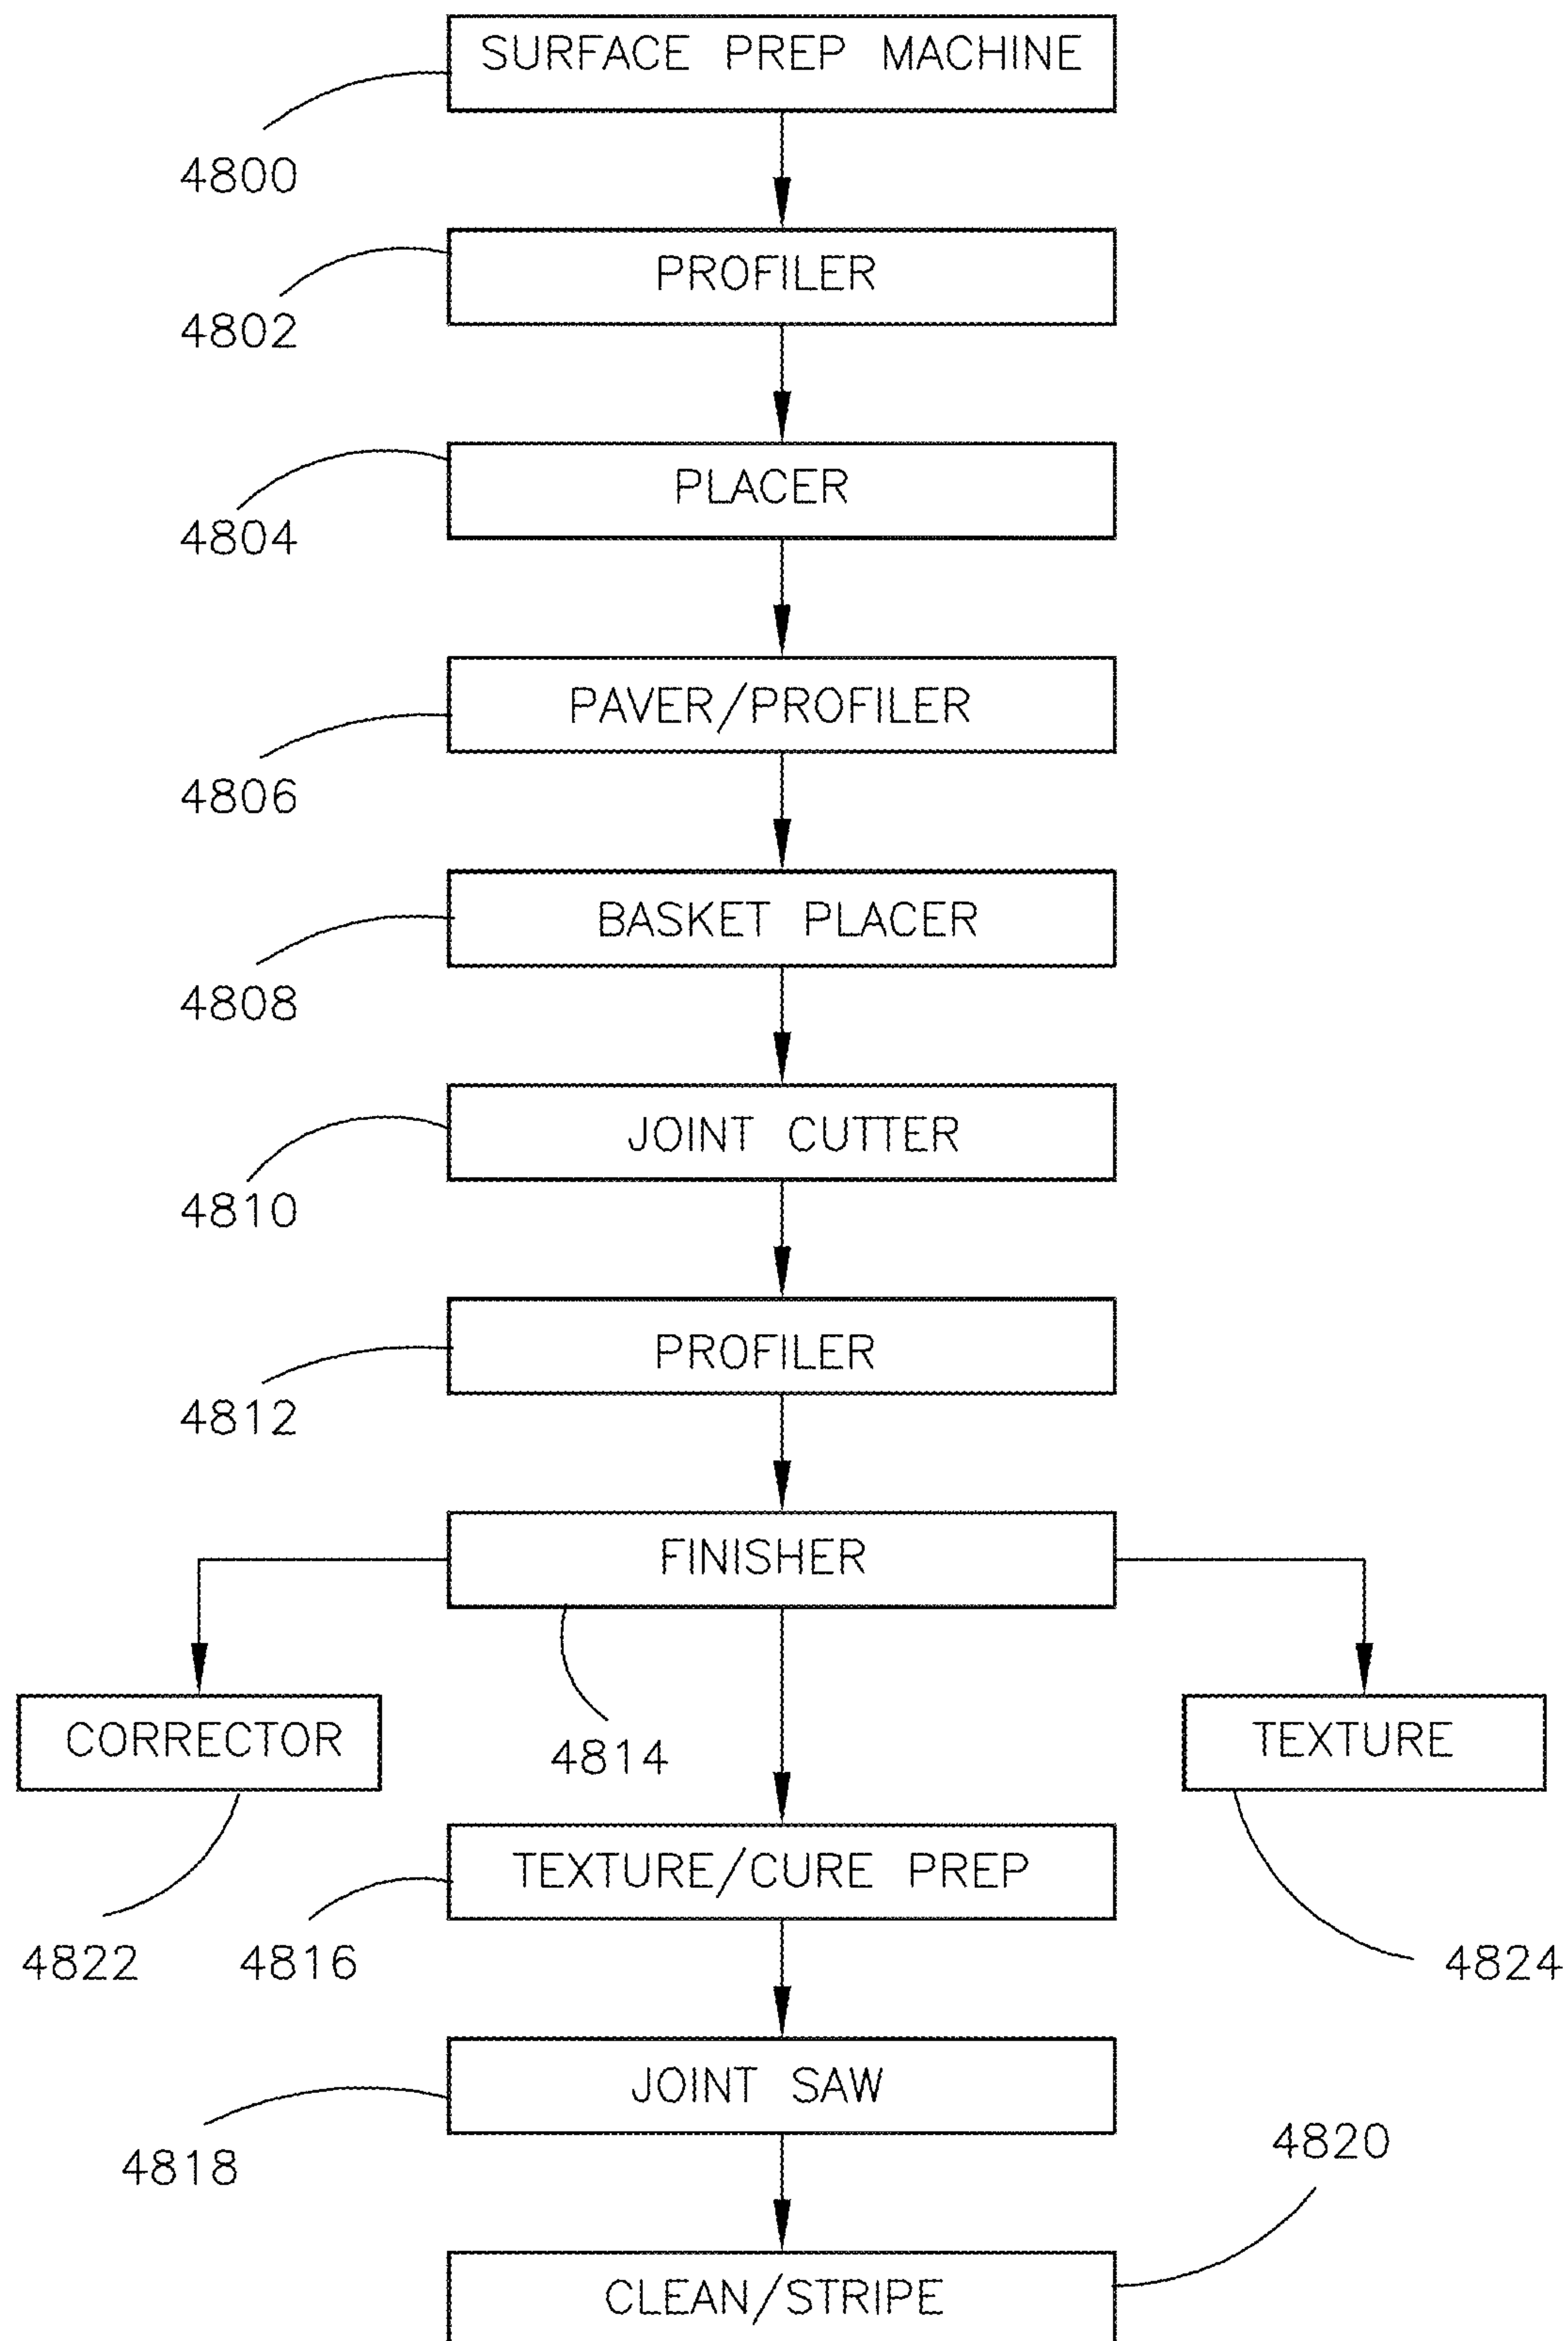 SURFACE PREP MACHINE
4800
PROFILER
4802
PLACER
4804
PAVER/PROFILER
4806
BASKET PLACER
4808
JOINT CUTTER
4810
PROFILER
4812
FINISHER
4814
CORRECTOR
TEXTURE
TEXTURE/CURE PREP
4822
4816
4824
JOINT SAW
4818
4820
CLEAN/STRIPE